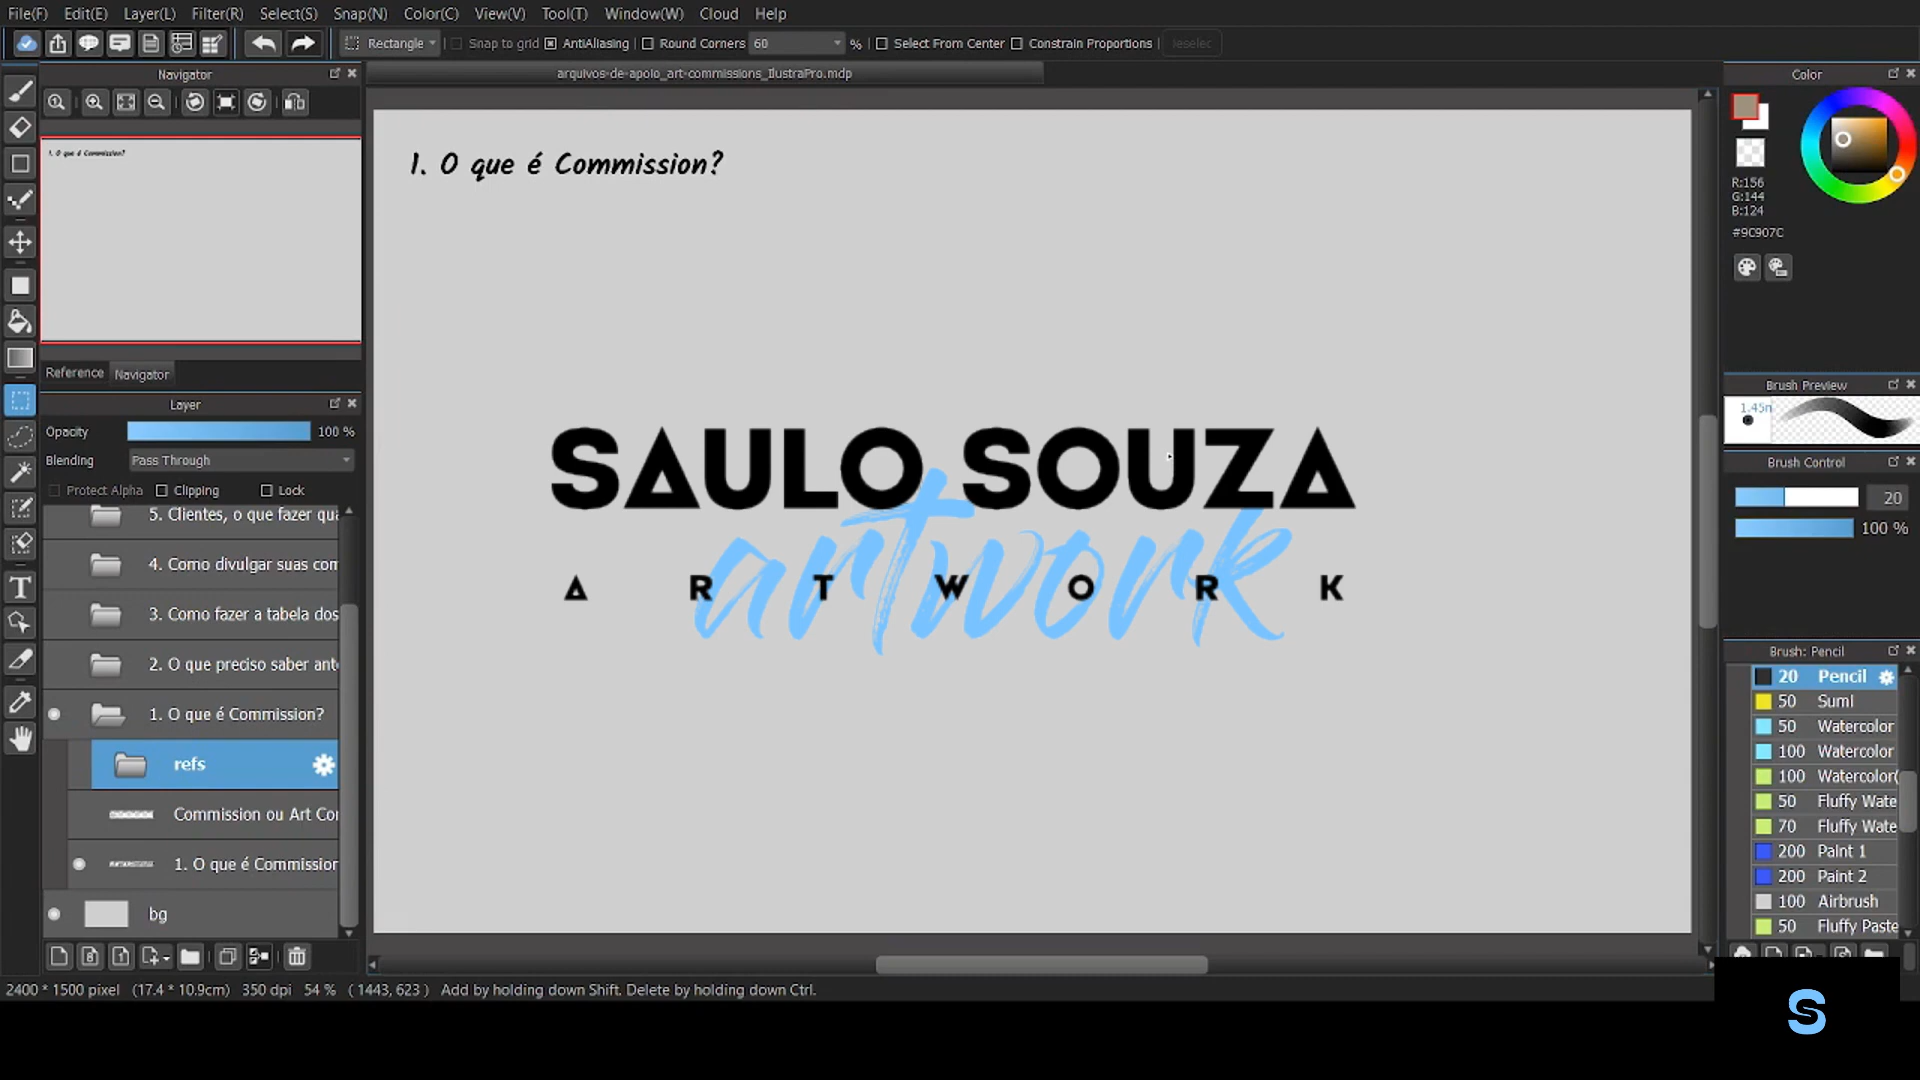 File(F) Edit(E) Layer(L) Filter(R) Select(S) Snap(N) Color(C) View(V) Tool(T) Window(W) Cloud Help
Rectangle Snap to grid AntiAliasing Round Corners 60 % Select From Center Constrain Proportions
Navigator
arquivos-de-apoio_art-commissions_IlustraPro.mdp
Color
1. O que é Commission?
1. O que é Commission?
R:156
G:144
B:124
#9C907C
Reference Navigator
Layer
Opacity 100 %
Blending Pass Through
Protect Alpha Clipping Lock
5. Clientes, o que fazer qua
4. Como divulgar suas com
3. Como fazer a tabela dos
2. O que preciso saber ant
1. O que é Commission?
refs
Commission ou Art Co
1. O que é Commission
bg
SAULO SOUZA
artwork
A R T W O R K
Brush Preview
Brush Control
20
100 %
Brush: Pencil
20 Pencil
50 Sumi
50 Watercolor
100 Watercolor
100 Watercolor(
50 Fluffy Wate
70 Fluffy Wate
200 Paint 1
200 Paint 2
100 Airbrush
50 Fluffy Paste
2400 * 1500 pixel (17.4 * 10.9cm) 350 dpi 54 % ( 1443, 623 ) Add by holding down Shift. Delete by holding down Ctrl.
S